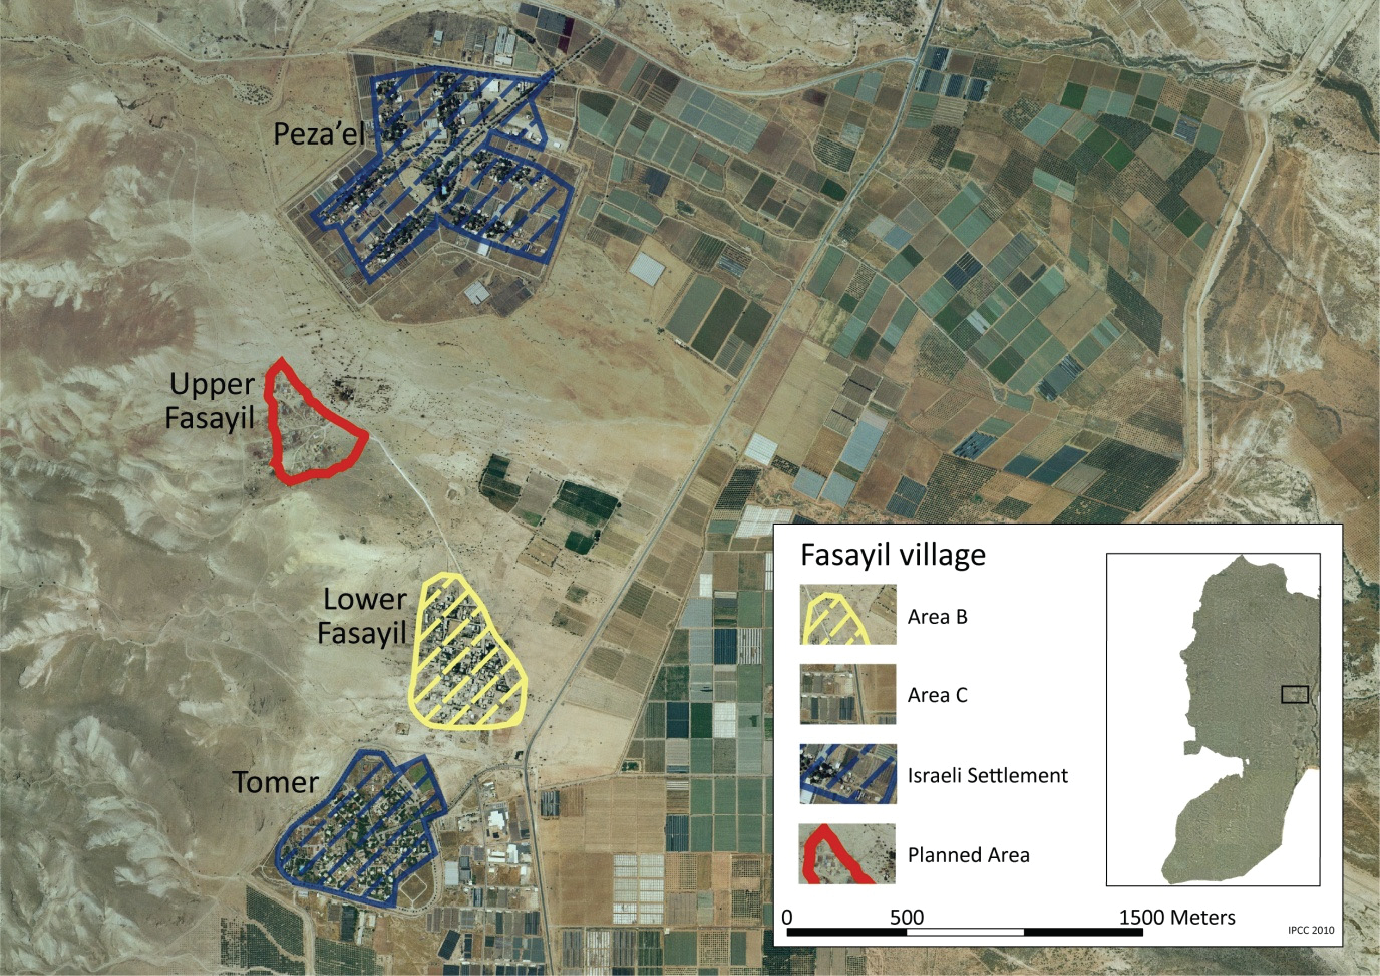 Peza'el
Upper
Fasayil
Lower
Fasayil
Tomer
Fasayil village
Area B
Area C
Israeli Settlement
Planned Area
0 500 1500 Meters
IPCC 2010